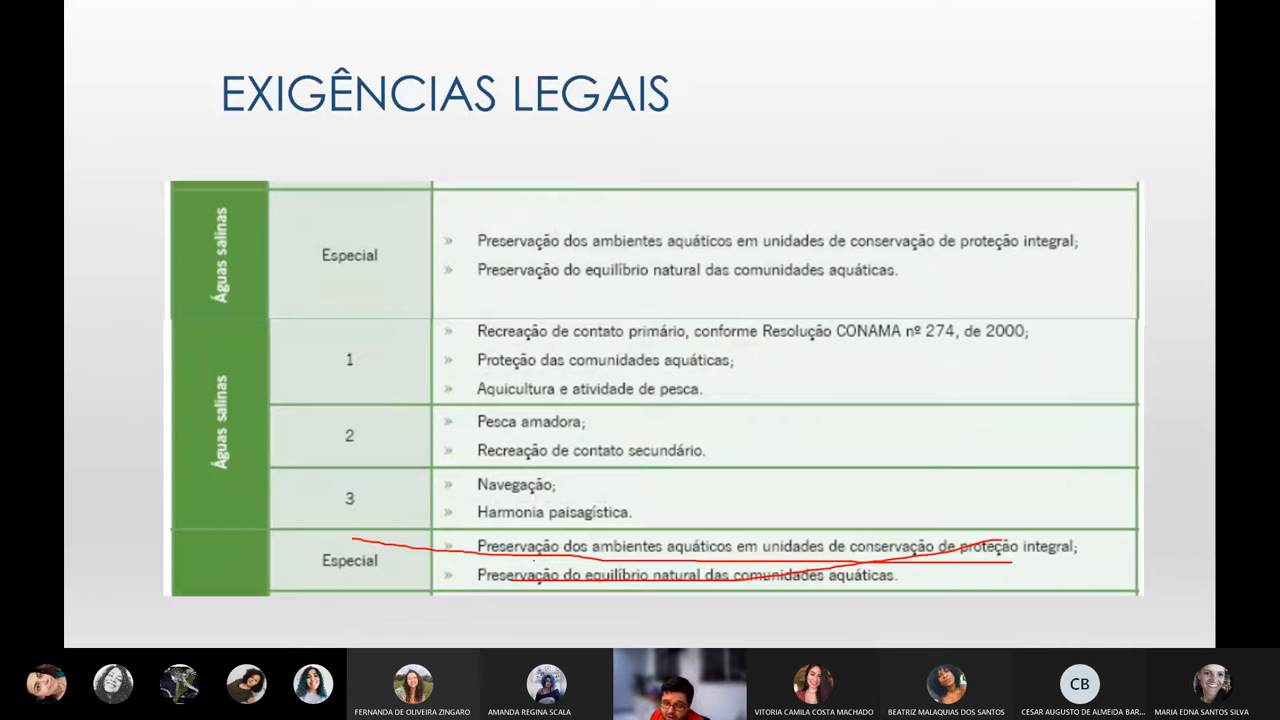 EXIGÊNCIAS LEGAIS
Águas salinas
Especial
» Preservação dos ambientes aquáticos em unidades de conservação de proteção integral;
» Preservação do equilíbrio natural das comunidades aquáticas.
Águas salinas
1
» Recreação de contato primário, conforme Resolução CONAMA nº 274, de 2000;
» Proteção das comunidades aquáticas;
» Aquicultura e atividade de pesca.
2
» Pesca amadora;
» Recreação de contato secundário.
3
» Navegação;
» Harmonia paisagística.
Especial
» Preservação dos ambientes aquáticos em unidades de conservação de proteção integral;
» Preservação do equilíbrio natural das comunidades aquáticas.
CB
FERNANDA DE OLIVEIRA ZINGARO
AMANDA REGINA SCALA
VITORIA CAMILA COSTA MACHADO
BEATRIZ MALAQUIAS DOS SANTOS
CESAR AUGUSTO DE ALMEIDA BAR...
MARIA EDNA SANTOS SILVA